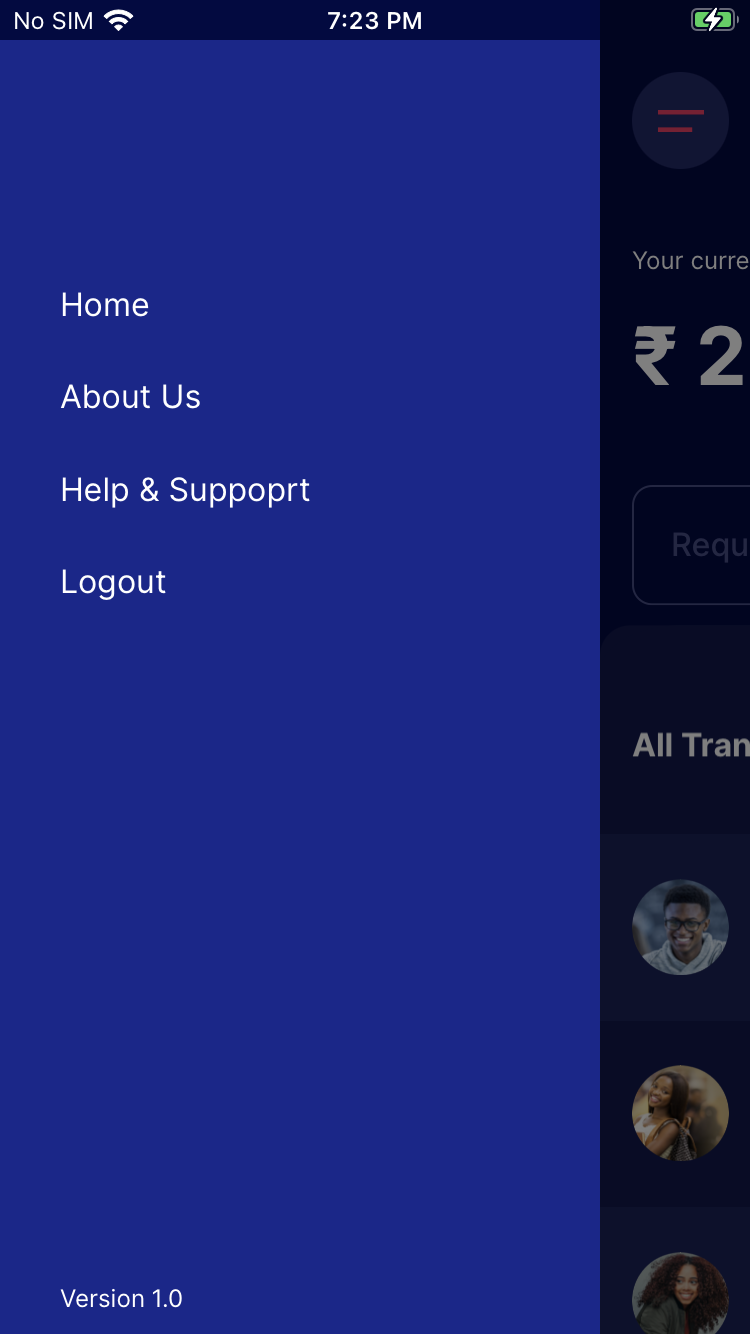 No SIM 7:23 PM
Your curre
₹ 2
Home
About Us
Help & Suppoprt
Requ
Logout
All Tran
Version 1.0